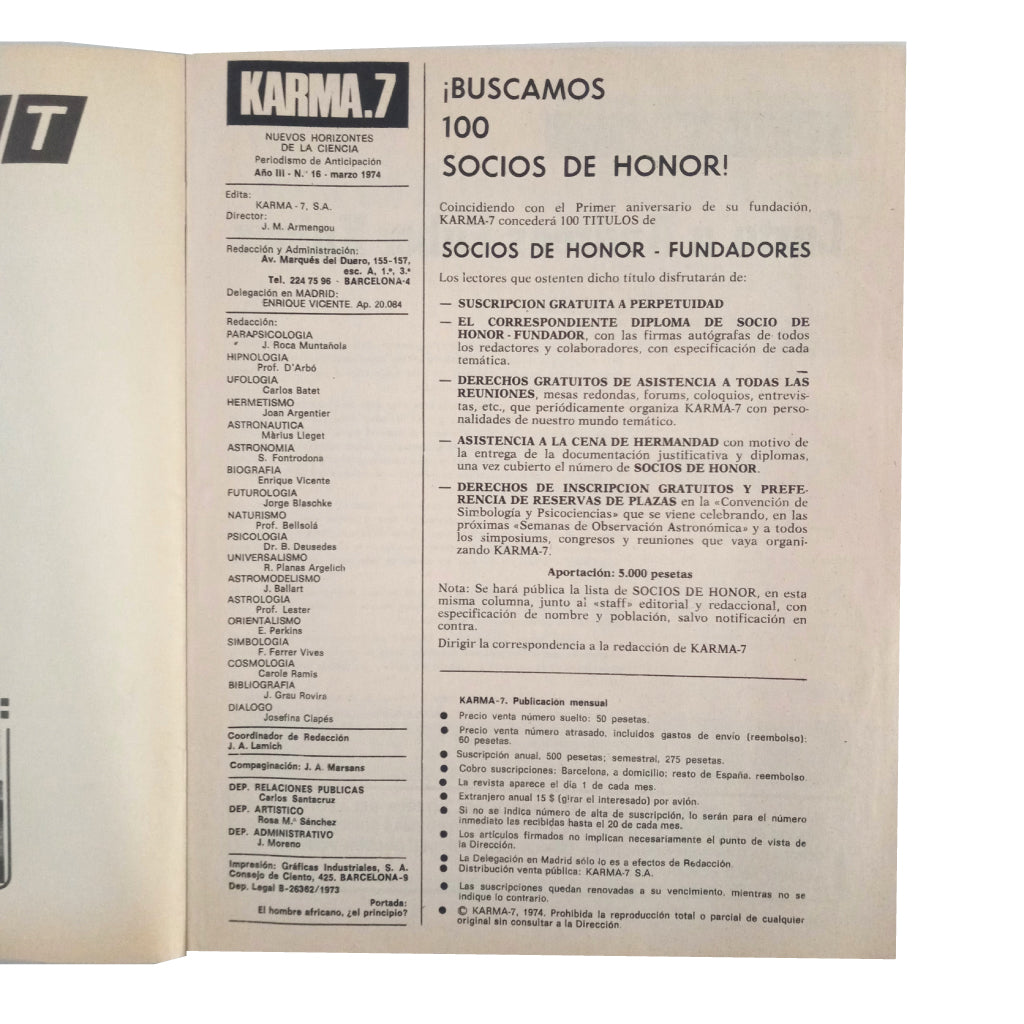 T
KARMA.7
NUEVOS HORIZONTES
DE LA CIENCIA
Periodismo de Anticipación
Año III - N.º 16 - marzo 1974
Edita:
KARMA - 7, S.A.
Director:
J. M. Armengou
Redacción y Administración:
Av. Marqués del Duero, 155-157,
esc. A, 1.º, 3.ª
Tel. 224 75 96 - BARCELONA-4
Delegación en MADRID:
ENRIQUE VICENTE. Ap. 20.084
Redacción:
PARAPSICOLOGIA
J. Roca Muntañola
HIPNOLOGIA
Prof. D'Arbó
UFOLOGIA
Carlos Batet
HERMETISMO
Joan Argentier
ASTRONAUTICA
Màrius Lleget
ASTRONOMIA
S. Fontrodona
BIOGRAFIA
Enrique Vicente
FUTUROLOGIA
Jorge Blaschke
NATURISMO
Prof. Bellsolá
PSICOLOGIA
Dr. B. Deusedes
UNIVERSALISMO
R. Planas Argelich
ASTROMODELISMO
J. Ballart
ASTROLOGIA
Prof. Lester
ORIENTALISMO
E. Perkins
SIMBOLOGIA
F. Ferrer Vives
COSMOLOGIA
Carole Ramis
BIBLIOGRAFIA
J. Grau Rovira
DIALOGO
Josefina Clapés
Coordinador de Redacción
J. A. Lamich
Compaginación: J. A. Marsans
DEP. RELACIONES PUBLICAS
Carlos Santacruz
DEP. ARTISTICO
Rosa M.ª Sánchez
DEP. ADMINISTRATIVO
J. Moreno
Impresión: Gráficas Industriales, S. A.
Consejo de Ciento, 425. BARCELONA-9
Dep. Legal B-26362/1973
Portada:
El hombre africano, ¿el principio?
¡BUSCAMOS
100
SOCIOS DE HONOR!
Coincidiendo con el Primer aniversario de su fundación,
KARMA-7 concederá 100 TITULOS de
SOCIOS DE HONOR - FUNDADORES
Los lectores que ostenten dicho título disfrutarán de:
— SUSCRIPCION GRATUITA A PERPETUIDAD
— EL CORRESPONDIENTE DIPLOMA DE SOCIO DE
HONOR - FUNDADOR, con las firmas autógrafas de todos
los redactores y colaboradores, con especificación de cada
temática.
— DERECHOS GRATUITOS DE ASISTENCIA A TODAS LAS
REUNIONES, mesas redondas, forums, coloquios, entrevis-
tas, etc., que periódicamente organiza KARMA-7 con perso-
nalidades de nuestro mundo temático.
— ASISTENCIA A LA CENA DE HERMANDAD con motivo de
la entrega de la documentación justificativa y diplomas,
una vez cubierto el número de SOCIOS DE HONOR.
— DERECHOS DE INSCRIPCION GRATUITOS Y PREFE-
RENCIA DE RESERVAS DE PLAZAS en la «Convención de
Simbología y Psicociencias» que se viene celebrando, en las
próximas «Semanas de Observación Astronómica» y a todos
los simposiums, congresos y reuniones que vaya organi-
zando KARMA-7.
Aportación: 5.000 pesetas
Nota: Se hará pública la lista de SOCIOS DE HONOR, en esta
misma columna, junto al «staff» editorial y redaccional, con
especificación de nombre y población, salvo notificación en
contra.
Dirigir la correspondencia a la redacción de KARMA-7
KARMA-7. Publicación mensual
● Precio venta número suelto: 50 pesetas.
● Precio venta número atrasado, incluidos gastos de envío (reembolso):
60 pesetas.
● Suscripción anual, 500 pesetas; semestral, 275 pesetas.
● Cobro suscripciones: Barcelona, a domicilio; resto de España, reembolso.
● La revista aparece el día 1 de cada mes.
● Extranjero anual 15 $ (girar el interesado) por avión.
● Si no se indica número de alta de suscripción, lo serán para el número
inmediato las recibidas hasta el 20 de cada mes.
● Los artículos firmados no implican necesariamente el punto de vista de
la Dirección.
● La Delegación en Madrid sólo lo es a efectos de Redacción.
● Distribución venta pública: KARMA-7 S.A.
● Las suscripciones quedan renovadas a su vencimiento, mientras no se
indique lo contrario.
● © KARMA-7, 1974. Prohibida la reproducción total o parcial de cualquier
original sin consultar a la Dirección.